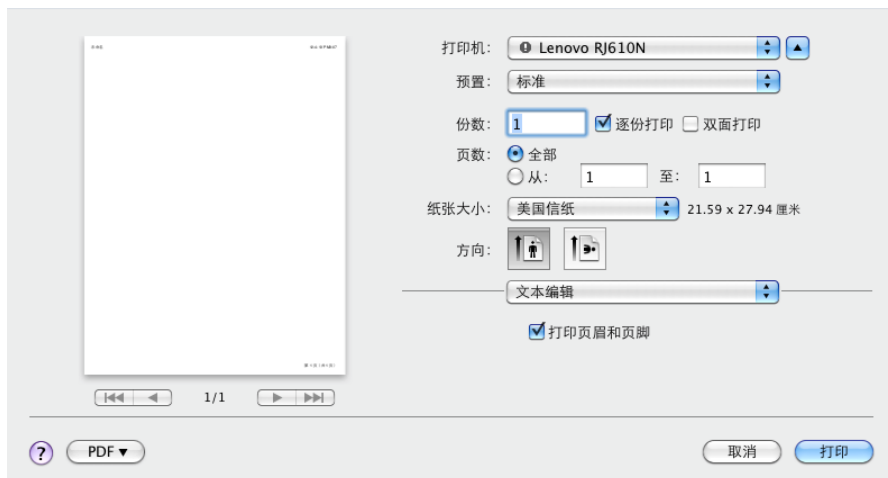 打印机: Lenovo RJ610N
预置: 标准
份数: 1 逐份打印 双面打印
页数: 全部
从: 1 至: 1
纸张大小: 美国信纸 21.59 x 27.94 厘米
方向:
文本编辑
打印页眉和页脚
1/1
? PDF 取消 打印